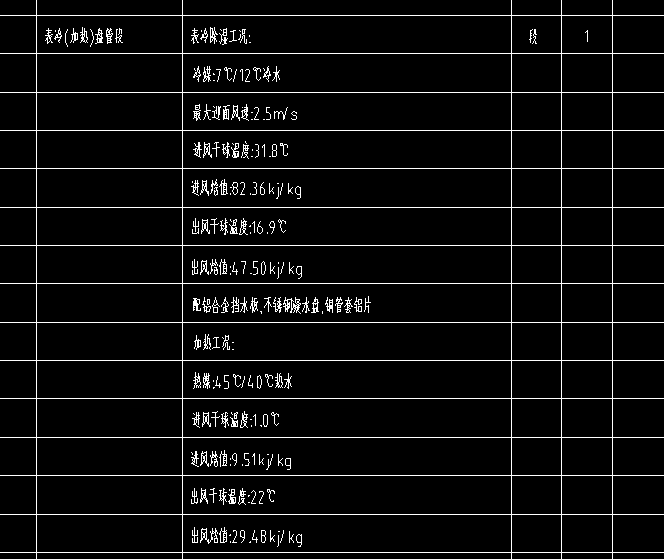 表冷(加热)盘管段 表冷除湿工况: 段 1
冷媒:7℃/12℃冷水
最大迎面风速:2.5m/s
进风干球温度:31.8℃
进风焓值:82.36kj/kg
出风干球温度:16.9℃
出风焓值:47.50kj/kg
配铝合金挡水板,不锈钢凝水盘,铜管套铝片
加热工况:
热媒:45℃/40℃热水
进风干球温度:1.0℃
进风焓值:9.51kj/kg
出风干球温度:22℃
出风焓值:29.48kj/kg